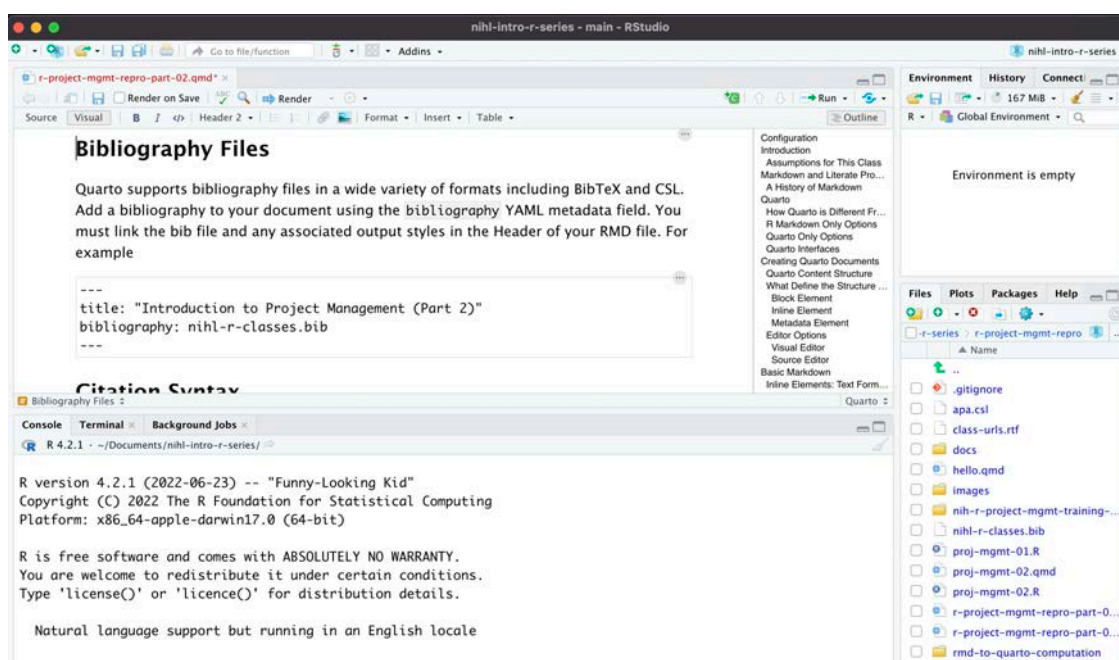 nihl-intro-r-series - main - RStudio
Go to file/function
Addins
nihl-intro-r-series
r-project-mgmt-repro-part-02.qmd*
Render on Save
Render
Run
Source Visual B I </> Header 2 Format Insert Table
Outline
Bibliography Files
Quarto supports bibliography files in a wide variety of formats including BibTeX and CSL.
Add a bibliography to your document using the bibliography YAML metadata field. You
must link the bib file and any associated output styles in the Header of your RMD file. For
example
---
title: "Introduction to Project Management (Part 2)"
bibliography: nihl-r-classes.bib
---
Citation Syntax
Bibliography Files
Quarto
Configuration
Introduction
Assumptions for This Class
Markdown and Literate Pro...
A History of Markdown
Quarto
How Quarto is Different Fr...
R Markdown Only Options
Quarto Only Options
Quarto Interfaces
Creating Quarto Documents
Quarto Content Structure
What Define the Structure ...
Block Element
Inline Element
Metadata Element
Editor Options
Visual Editor
Source Editor
Basic Markdown
Inline Elements: Text Form...
Console Terminal Background Jobs
R 4.2.1 · ~/Documents/nihl-intro-r-series/
R version 4.2.1 (2022-06-23) -- "Funny-Looking Kid"
Copyright (C) 2022 The R Foundation for Statistical Computing
Platform: x86_64-apple-darwin17.0 (64-bit)
R is free software and comes with ABSOLUTELY NO WARRANTY.
You are welcome to redistribute it under certain conditions.
Type 'license()' or 'licence()' for distribution details.
Natural language support but running in an English locale
Environment History Connecti
167 MiB
R Global Environment
Environment is empty
Files Plots Packages Help
-r-series r-project-mgmt-repro ...
Name
..
.gitignore
apa.csl
class-urls.rtf
docs
hello.qmd
images
nih-r-project-mgmt-training-...
nihl-r-classes.bib
proj-mgmt-01.R
proj-mgmt-02.qmd
proj-mgmt-02.R
r-project-mgmt-repro-part-0...
r-project-mgmt-repro-part-0...
rmd-to-quarto-computation